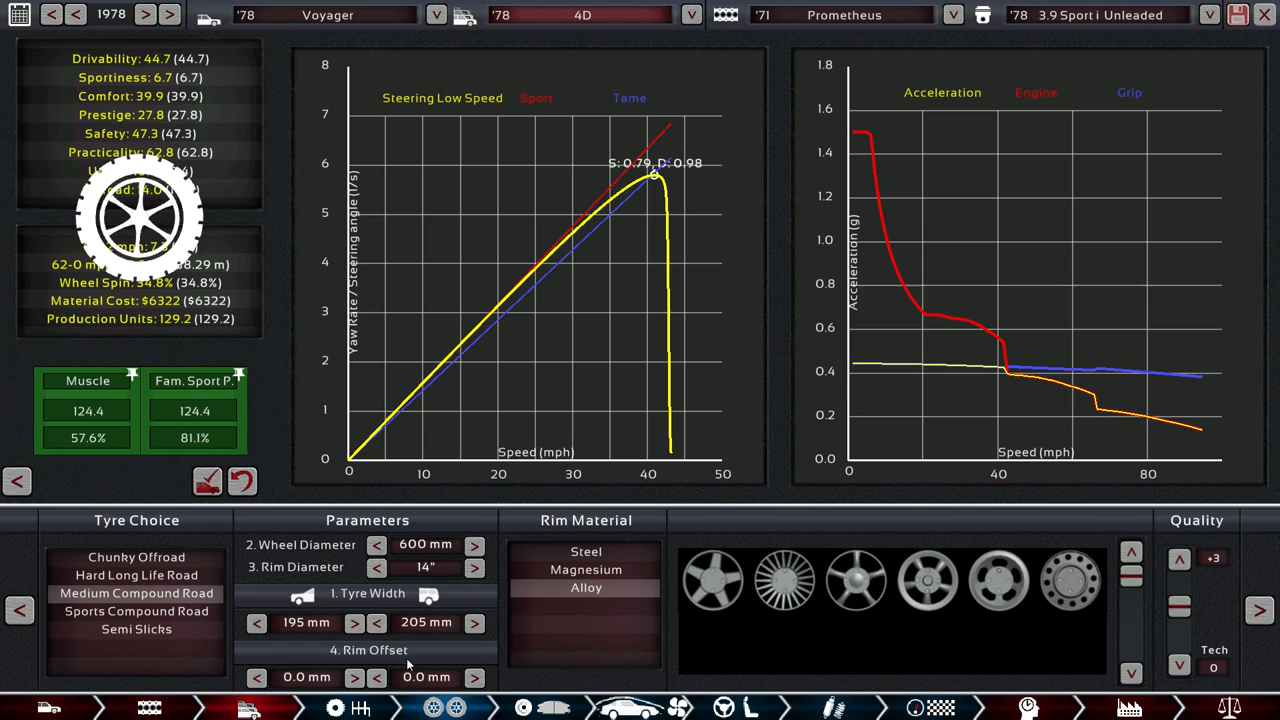 1978
'78 Voyager
'78 4D
'71 Prometheus
'78 3.9 Sport i Unleaded
Drivability: 44.7 (44.7)
Sportiness: 6.7 (6.7)
Comfort: 39.9 (39.9)
Prestige: 27.8 (27.8)
Safety: 47.3 (47.3)
Practicality: 62.8 (62.8)
62-0 m
8.29 m)
Wheel Spin: 34.8% (34.8%)
Material Cost: $6322 ($6322)
Production Units: 129.2 (129.2)
Muscle
124.4
57.6%
Fam. Sport P.
124.4
81.1%
8
7
6
5
4
3
2
1
0
Steering Low Speed Sport Tame
S: 0.79, D: 0.98
Yaw Rate / Steering angle (1/s)
Speed (mph)
0 10 20 30 40 50
1.8
1.6
1.4
1.2
1.0
0.8
0.6
0.4
0.2
0.0
Acceleration Engine Grip
Acceleration (g)
Speed (mph)
0 40 80
Tyre Choice
Chunky Offroad
Hard Long Life Road
Medium Compound Road
Sports Compound Road
Semi Slicks
Parameters
2. Wheel Diameter < 600 mm >
3. Rim Diameter < 14" >
1. Tyre Width
< 195 mm > < 205 mm >
4. Rim Offset
< 0.0 mm > < 0.0 mm >
Rim Material
Steel
Magnesium
Alloy
Quality
+3
Tech
0